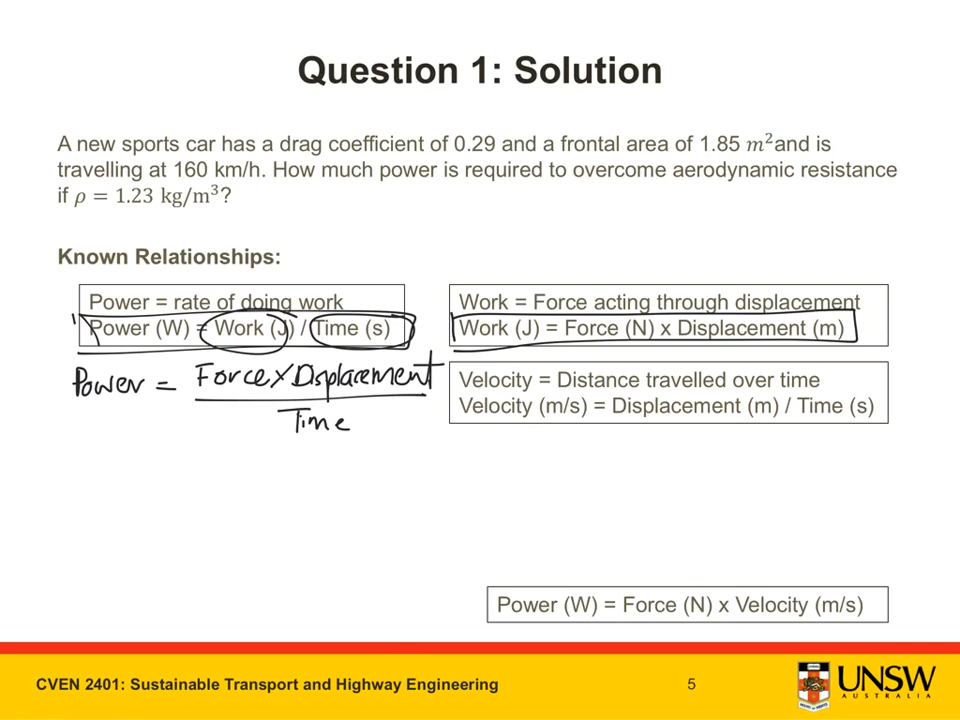 Question 1: Solution
A new sports car has a drag coefficient of 0.29 and a frontal area of 1.85 m² and is
travelling at 160 km/h. How much power is required to overcome aerodynamic resistance
if ρ = 1.23 kg/m³?
Known Relationships:
Power = rate of doing work
Power (W) = Work (J) / Time (s)
Work = Force acting through displacement
Work (J) = Force (N) x Displacement (m)
Power = Force x Displacement
Time
Velocity = Distance travelled over time
Velocity (m/s) = Displacement (m) / Time (s)
Power (W) = Force (N) x Velocity (m/s)
CVEN 2401: Sustainable Transport and Highway Engineering
5
UNSW
AUSTRALIA